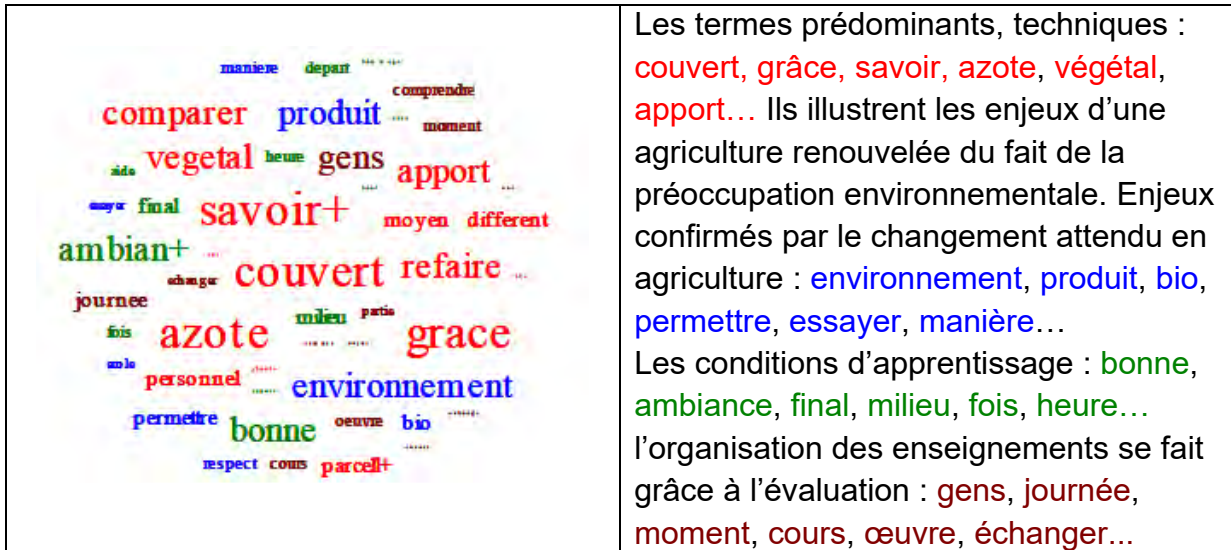 maniere depart
comprendre
comparer produit
moment
vegetal heure gens apport
aide
essayer final savoir+ moyen different
ambian+
echanger couvert refaire
journee
fois azote milieu partie grace
personnel environnement
permettre bonne oeuvre bio
respect cours parcell+
Les termes prédominants, techniques :
couvert, grâce, savoir, azote, végétal,
apport… Ils illustrent les enjeux d’une
agriculture renouvelée du fait de la
préoccupation environnementale. Enjeux
confirmés par le changement attendu en
agriculture : environnement, produit, bio,
permettre, essayer, manière…
Les conditions d’apprentissage : bonne,
ambiance, final, milieu, fois, heure…
l’organisation des enseignements se fait
grâce à l’évaluation : gens, journée,
moment, cours, œuvre, échanger...